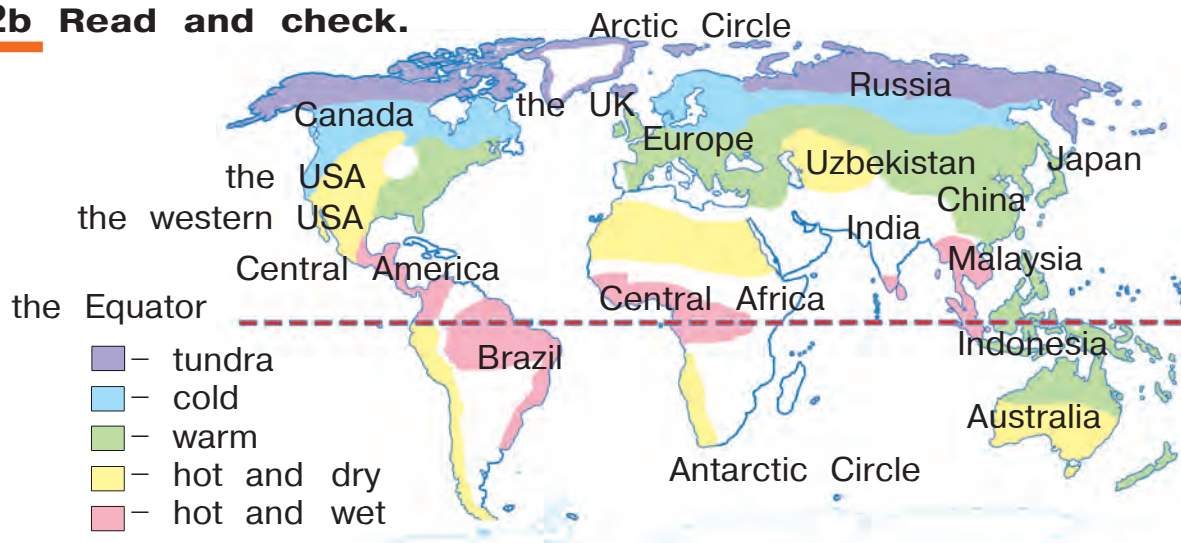 2b Read and check.
Arctic Circle
Russia
Canada
the UK
Europe
Uzbekistan
Japan
the USA
China
the western USA
India
Malaysia
Central America
Central Africa
the Equator
Indonesia
Brazil
– tundra
– cold
– warm
– hot and dry
– hot and wet
Australia
Antarctic Circle